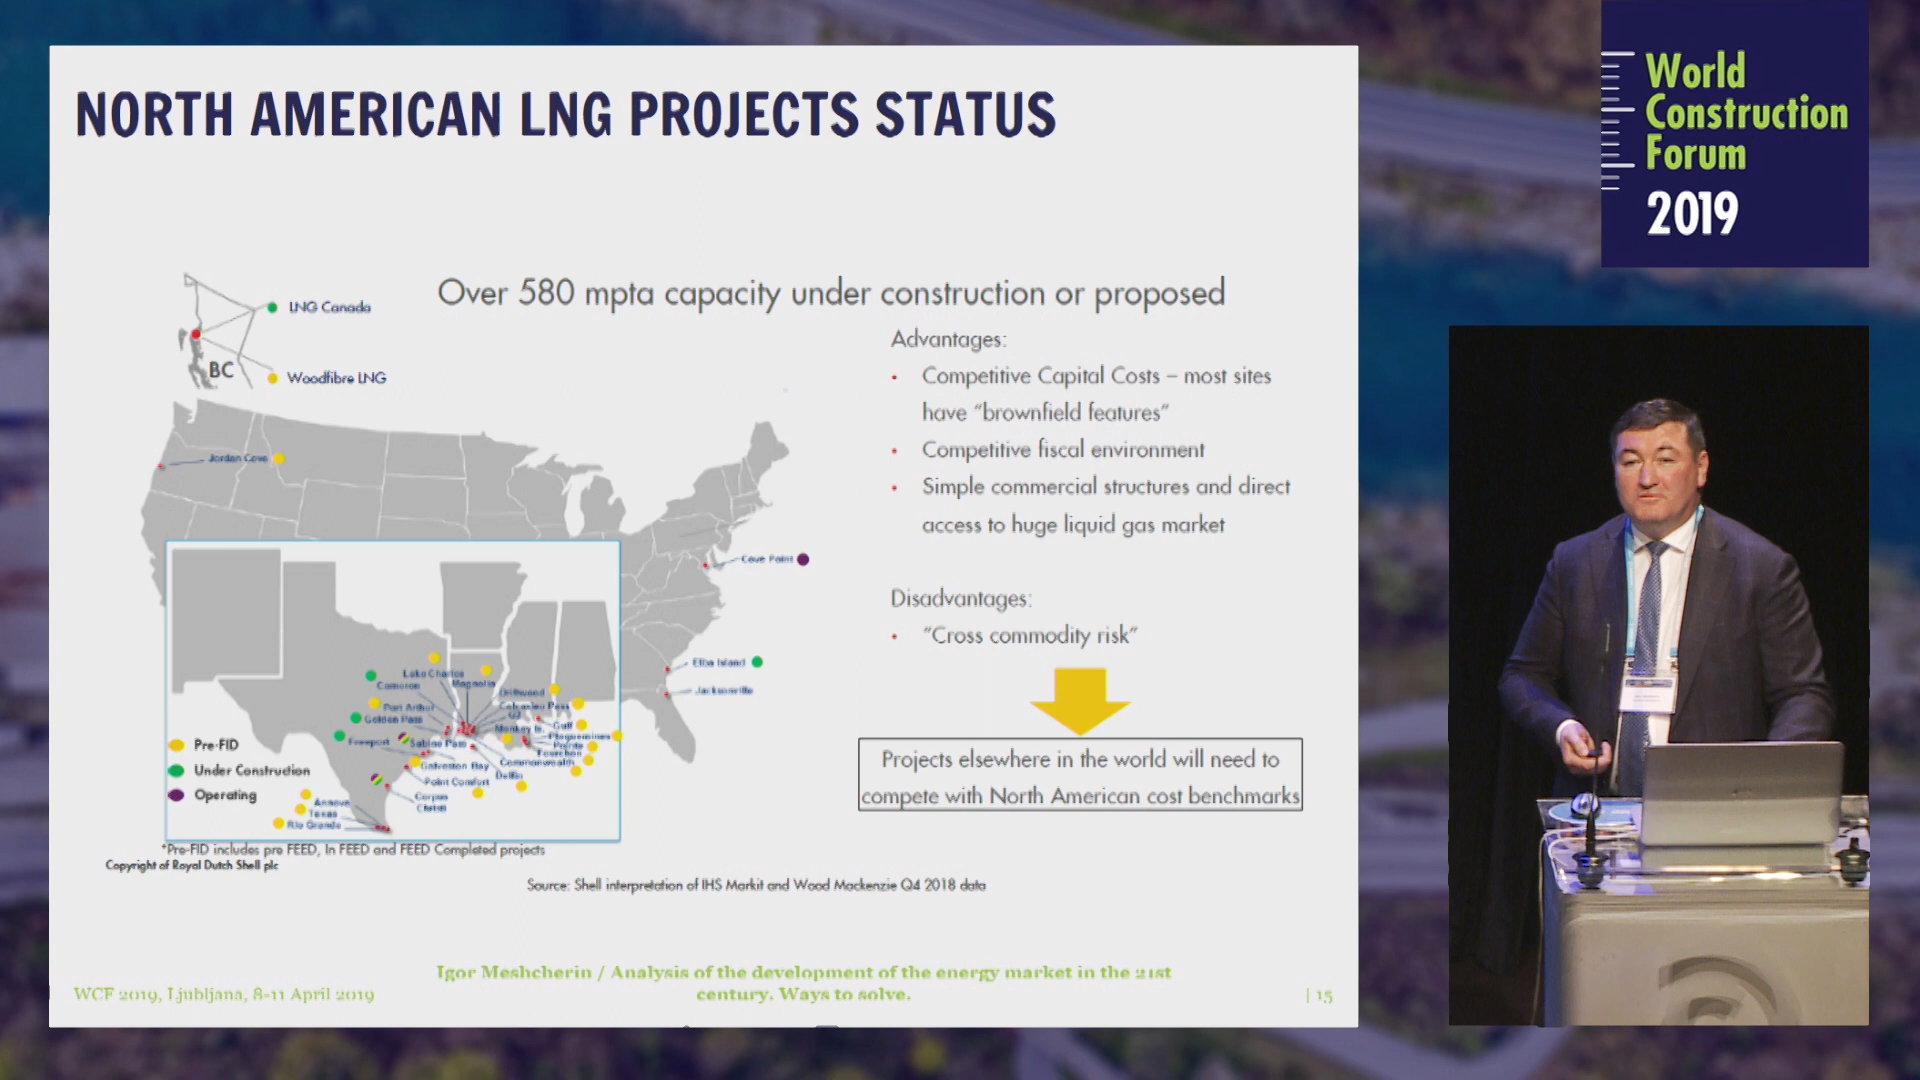 NORTH AMERICAN LNG PROJECTS STATUS
World
Construction
Forum
2019
Over 580 mpta capacity under construction or proposed
LNG Canada
BC
Woodfibre LNG
Jordan Cove
Cove Point
Elba Island
Jacksonville
Lake Charles
Cameron
Magnolia
Driftwood
Port Arthur
Calcasieu Pass
Golden Pass
G2
Gulf
Monkey Is.
Plaquemines
Freeport
Sabine Pass
Pointe
Fourchon
Galveston Bay
Commonwealth
Delfin
Point Comfort
Corpus
Christi
Annova
Texas
Rio Grande
Pre-FID
Under Construction
Operating
*Pre-FID includes pre FEED, In FEED and FEED Completed projects
Copyright of Royal Dutch Shell plc
Advantages:
• Competitive Capital Costs – most sites
have “brownfield features”
• Competitive fiscal environment
• Simple commercial structures and direct
access to huge liquid gas market
Disadvantages:
• “Cross commodity risk”
Projects elsewhere in the world will need to
compete with North American cost benchmarks
Source: Shell interpretation of IHS Markit and Wood Mackenzie Q4 2018 data
WCF 2019, Ljubljana, 8-11 April 2019
Igor Meshcherin / Analysis of the development of the energy market in the 21st
century. Ways to solve.
| 15